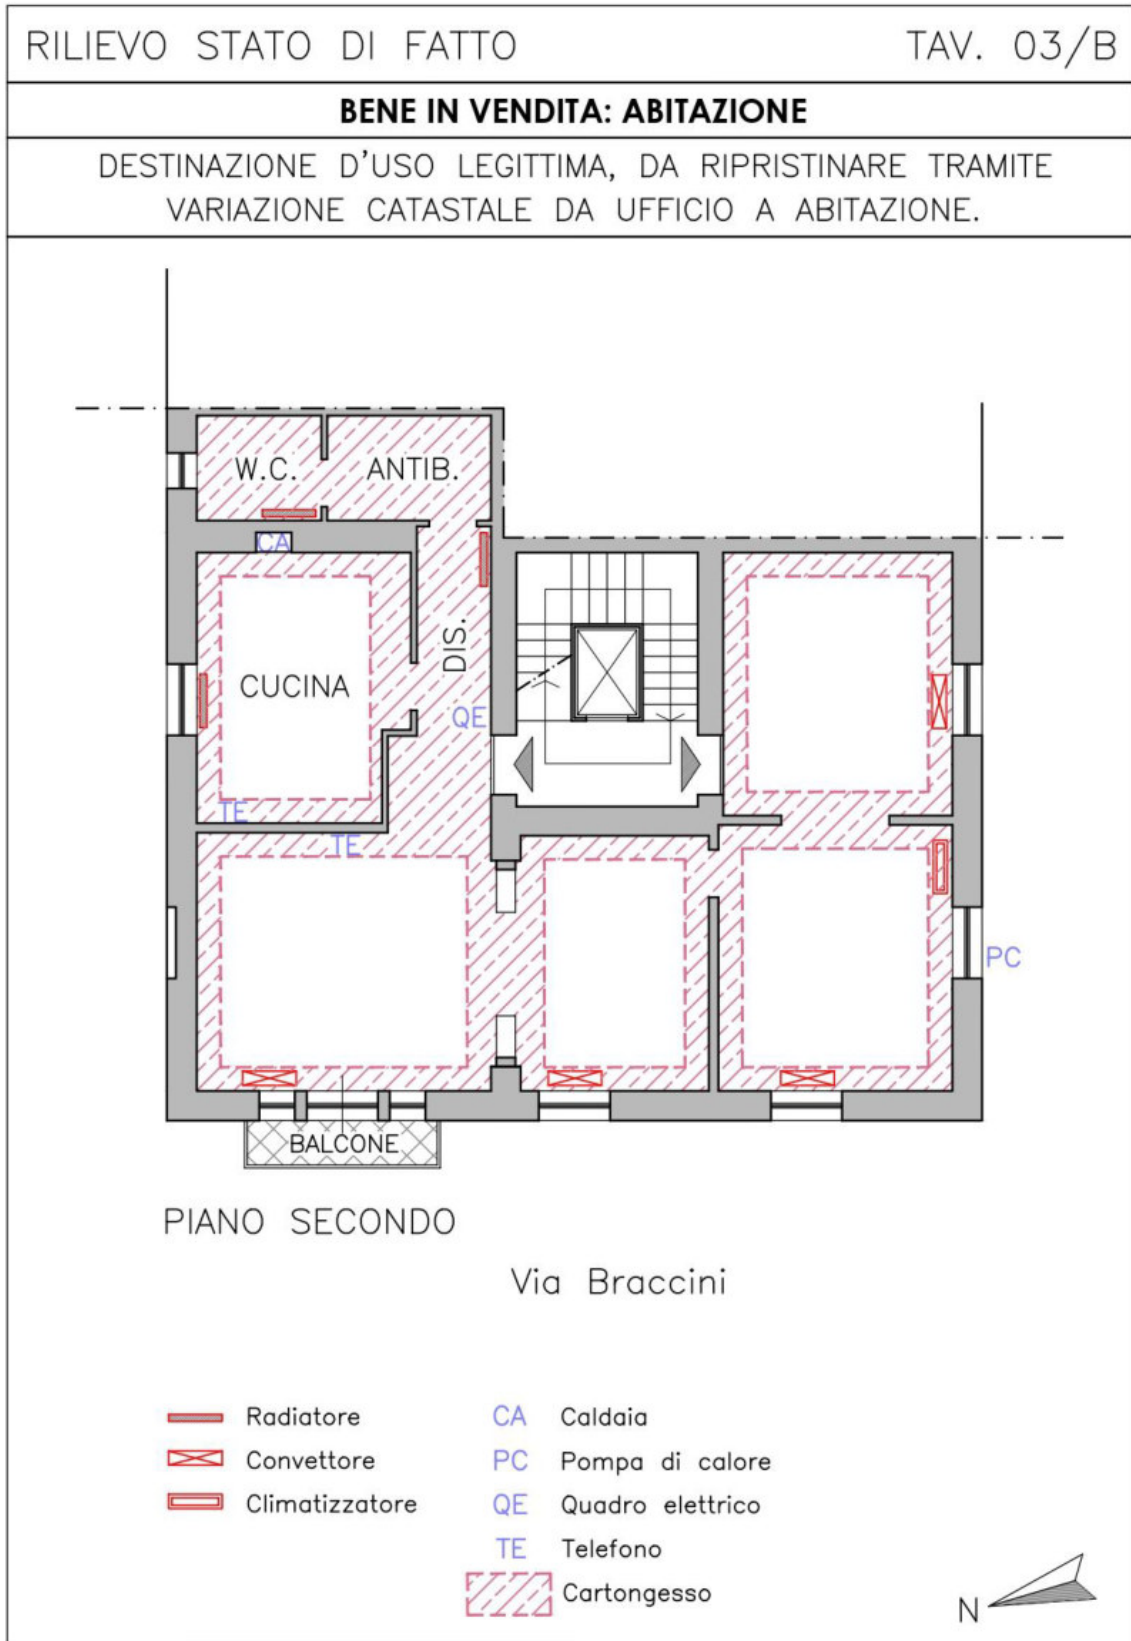 RILIEVO STATO DI FATTO TAV. 03/B
BENE IN VENDITA: ABITAZIONE
DESTINAZIONE D'USO LEGITTIMA, DA RIPRISTINARE TRAMITE
VARIAZIONE CATASTALE DA UFFICIO A ABITAZIONE.
W.C. ANTIB.
CA
DIS.
CUCINA
QE
TE
TE
PC
BALCONE
PIANO SECONDO
Via Braccini
Radiatore
Convettore
Climatizzatore
CA Caldaia
PC Pompa di calore
QE Quadro elettrico
TE Telefono
Cartongesso
N